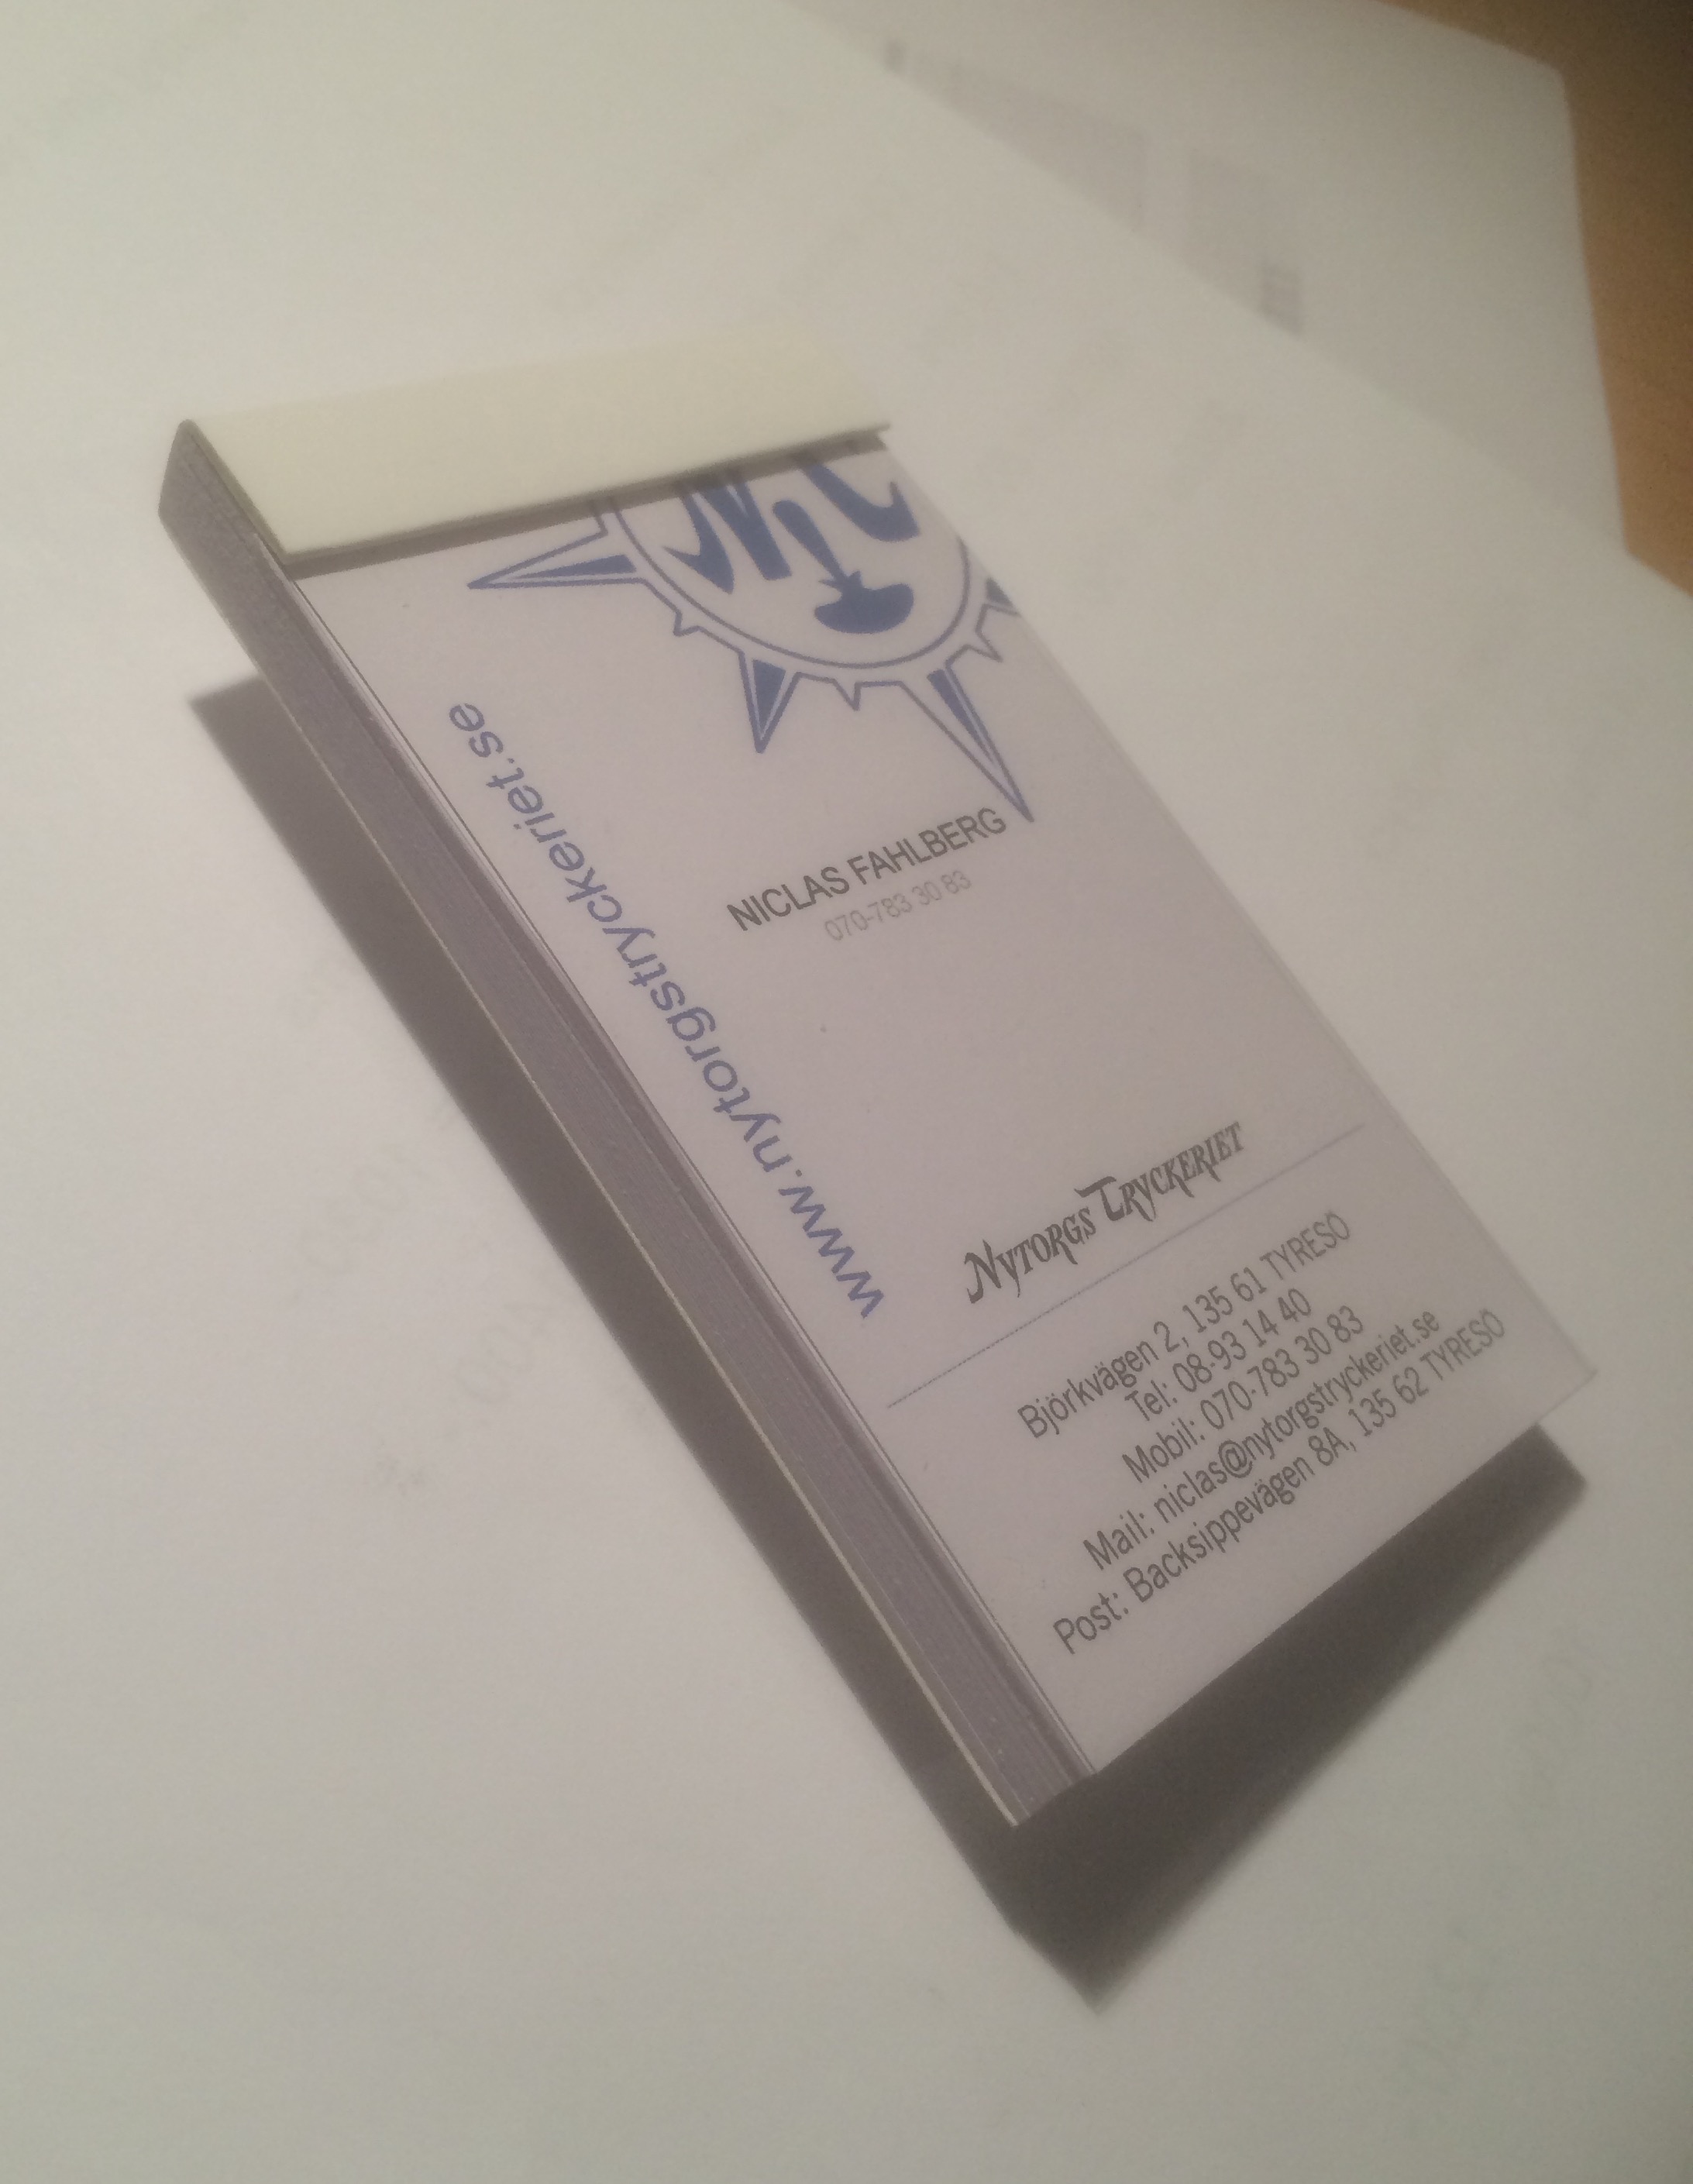 www.nytorgstryckeriet.se
NICLAS FAHLBERG
070-783 30 83
NYTORGS TRYCKERIET
Björkvägen 2, 135 61 TYRESÖ
Tel: 08-93 14 40
Mobil: 070-783 30 83
Mail: niclas@nytorgstryckeriet.se
Post: Backsippevägen 8A, 135 62 TYRESÖ